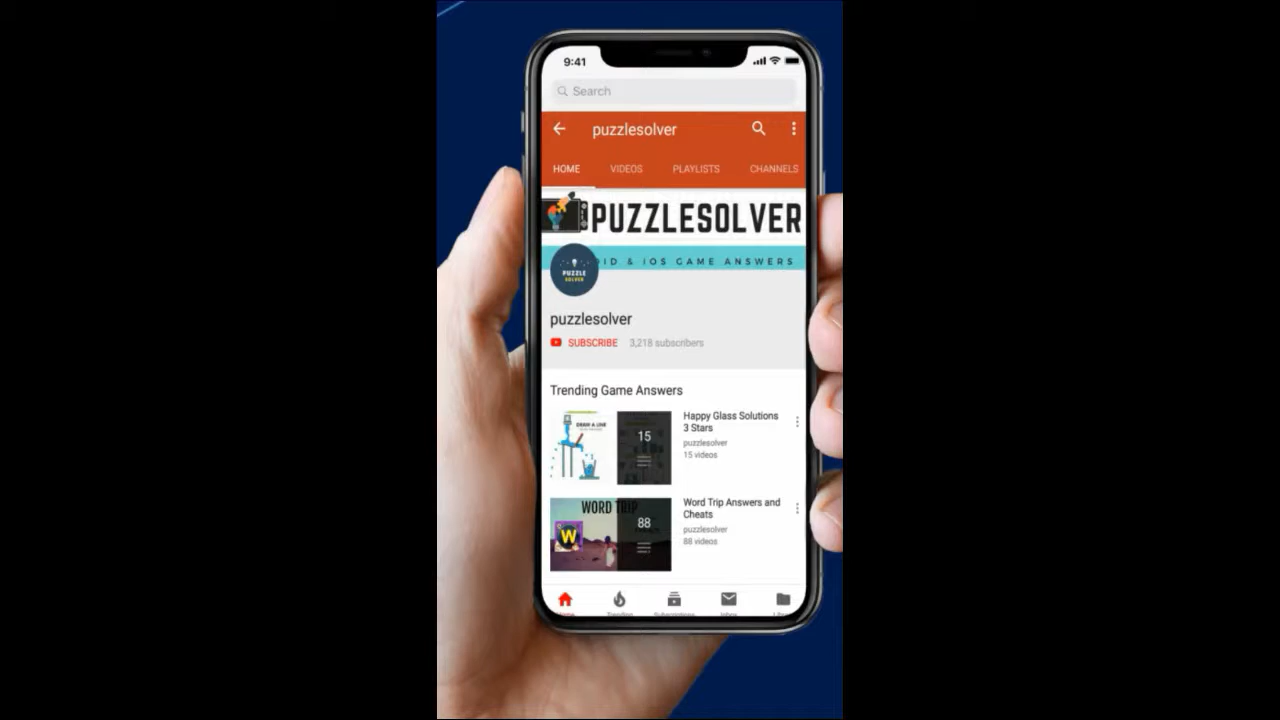 9:41
Search
puzzlesolver
HOME VIDEOS PLAYLISTS CHANNELS
PUZZLESOLVER
ID & IOS GAME ANSWERS
PUZZLE
SOLVER
puzzlesolver
SUBSCRIBE 3,218 subscribers
Trending Game Answers
DRAW A LINE
15
Happy Glass Solutions
3 Stars
puzzlesolver
15 videos
WORD TRIP
W
88
Word Trip Answers and
Cheats
puzzlesolver
88 videos